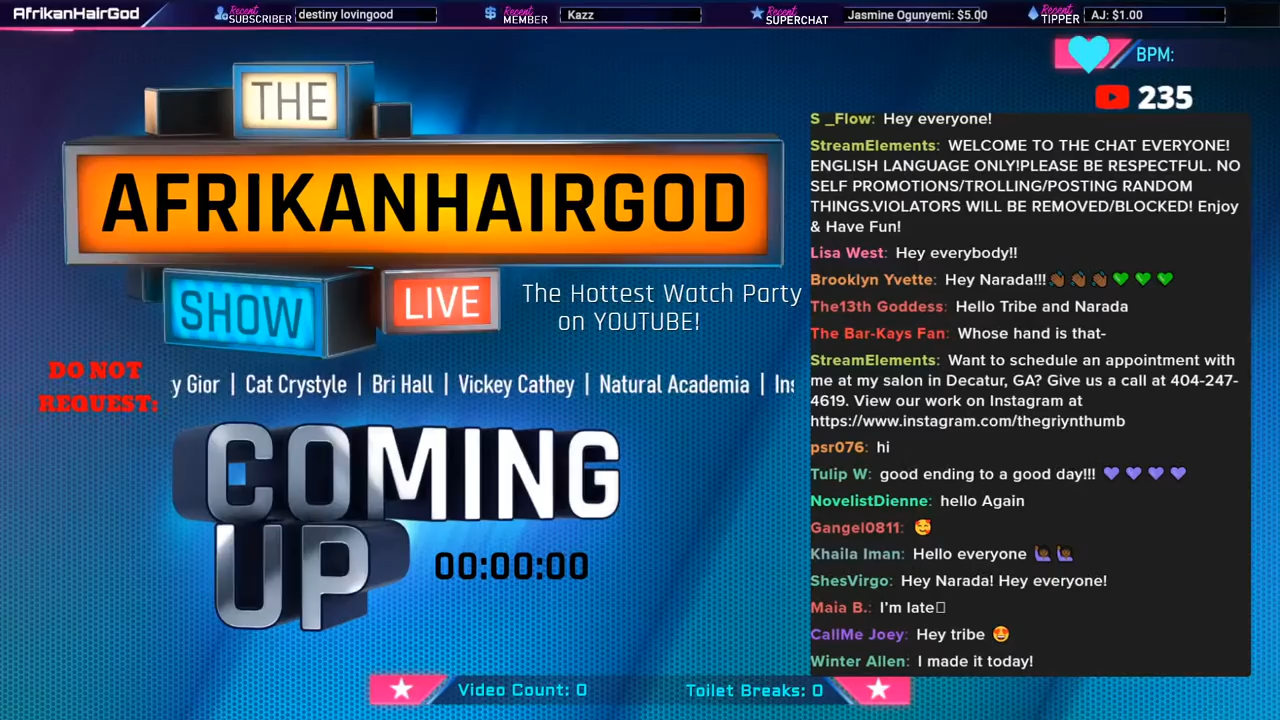 AfrikanHairGod
Recent SUBSCRIBER destiny lovingood
Recent MEMBER Kazz
Recent SUPERCHAT Jasmine Ogunyemi: $5.00
Recent TIPPER AJ: $1.00
BPM:
235
THE
AFRIKANHAIRGOD
SHOW
LIVE
The Hottest Watch Party
on YOUTUBE!
DO NOT
REQUEST:
y Gior | Cat Crystyle | Bri Hall | Vickey Cathey | Natural Academia | Ins
COMING
UP
00:00:00
S _Flow: Hey everyone!
StreamElements: WELCOME TO THE CHAT EVERYONE!
ENGLISH LANGUAGE ONLY!PLEASE BE RESPECTFUL. NO
SELF PROMOTIONS/TROLLING/POSTING RANDOM
THINGS.VIOLATORS WILL BE REMOVED/BLOCKED! Enjoy
& Have Fun!
Lisa West: Hey everybody!!
Brooklyn Yvette: Hey Narada!!! 👋🏾👋🏾👋🏾💚💚💚
The13th Goddess: Hello Tribe and Narada
The Bar-Kays Fan: Whose hand is that-
StreamElements: Want to schedule an appointment with
me at my salon in Decatur, GA? Give us a call at 404-247-
4619. View our work on Instagram at
https://www.instagram.com/thegriynthumb
psr076: hi
Tulip W: good ending to a good day!!! 💜💜💜💜
NovelistDienne: hello Again
Gangel0811: 🥰
Khaila Iman: Hello everyone 🙋🏾‍♀️🙋🏾‍♀️
ShesVirgo: Hey Narada! Hey everyone!
Maia B.: I'm late
CallMe Joey: Hey tribe 😍
Winter Allen: I made it today!
Video Count: 0
Toilet Breaks: 0